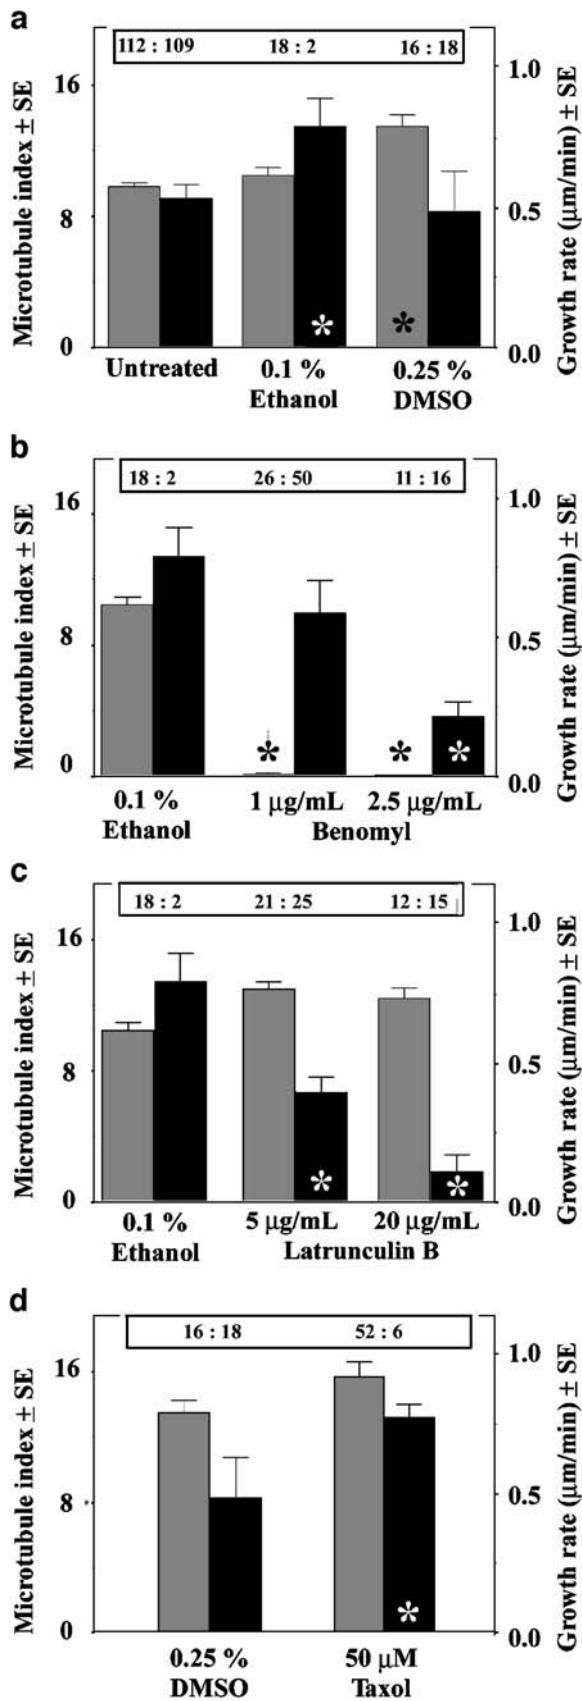 a
112 : 109 18 : 2 16 : 18
Microtubule index ± SE
16
8
0
1.0
0.5
0.0
Growth rate (μm/min) ± SE
* *
Untreated 0.1 % 0.25 %
Ethanol DMSO
b
18 : 2 26 : 50 11 : 16
Microtubule index ± SE
16
8
0
1.0
0.5
0.0
Growth rate (μm/min) ± SE
* * *
0.1 % 1 μg/mL 2.5 μg/mL
Ethanol Benomyl
c
18 : 2 21 : 25 12 : 15
Microtubule index ± SE
16
8
0
1.0
0.5
0.0
Growth rate (μm/min) ± SE
* *
0.1 % 5 μg/mL 20 μg/mL
Ethanol Latrunculin B
d
16 : 18 52 : 6
Microtubule index ± SE
16
8
0
1.0
0.5
0.0
Growth rate (μm/min) ± SE
*
0.25 % 50 μM
DMSO Taxol